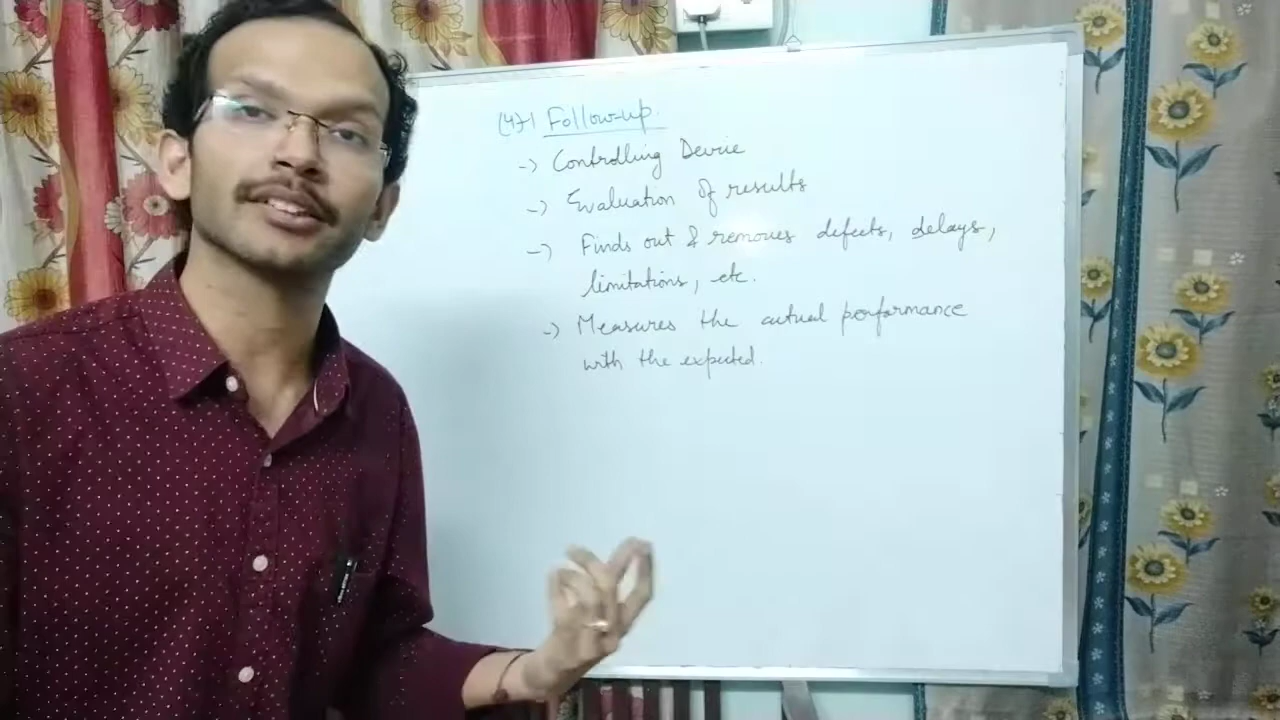 (4)-| Follow-up.
-> Controlling Device
-> Evaluation of results
-> Finds out & removes defects, delays,
limitations, etc.
-> Measures the actual performance
with the expected.